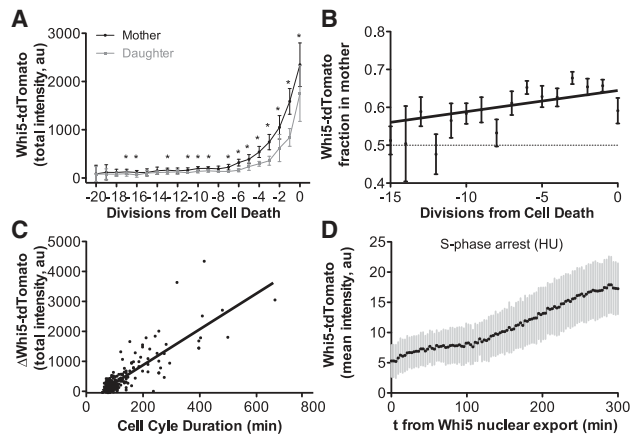 A
Whi5-tdTomato
(total intensity, au)
3000
2000
1000
0
Mother
Daughter
* * * * * * * * * * * * * *
-20 -18 -16 -14 -12 -10 -8 -6 -4 -2 0
Divisions from Cell Death
B
Whi5-tdTomato
fraction in mother
0.8
0.7
0.6
0.5
0.4
-15 -10 -5 0
Divisions from Cell Death
C
ΔWhi5-tdTomato
(total intensity, au)
5000
4000
3000
2000
1000
0
0 200 400 600 800
Cell Cyle Duration (min)
D
S-phase arrest (HU)
Whi5-tdTomato
(mean intensity, au)
25
20
15
10
5
0
0 100 200 300
t from Whi5 nuclear export (min)